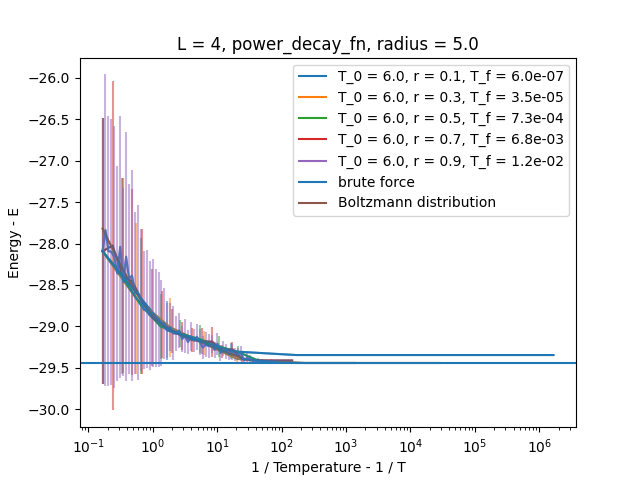 L = 4, power_decay_fn, radius = 5.0
T_0 = 6.0, r = 0.1, T_f = 6.0e-07
T_0 = 6.0, r = 0.3, T_f = 3.5e-05
T_0 = 6.0, r = 0.5, T_f = 7.3e-04
T_0 = 6.0, r = 0.7, T_f = 6.8e-03
T_0 = 6.0, r = 0.9, T_f = 1.2e-02
brute force
Boltzmann distribution
Energy - E
−26.0
−26.5
−27.0
−27.5
−28.0
−28.5
−29.0
−29.5
−30.0
10⁻¹ 10⁰ 10¹ 10² 10³ 10⁴ 10⁵ 10⁶
1 / Temperature - 1 / T